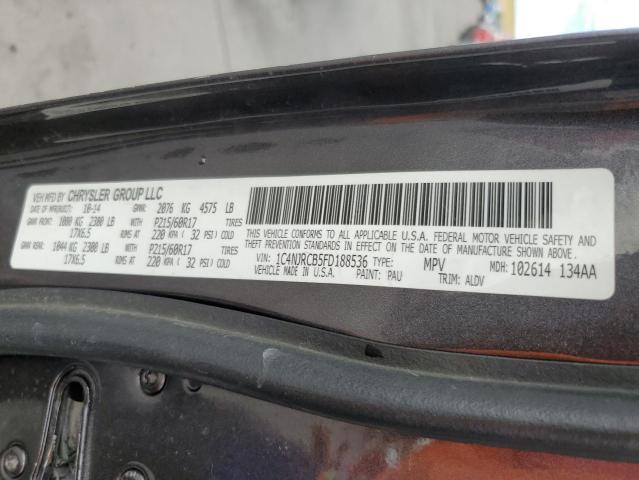 VEH MFD BY CHRYSLER GROUP LLC
DATE OF MFR: 10-14 GVWR: 2076 KG 4575 LB
GAWR FRONT: 1080 KG 2300 LB WITH P215/60R17 TIRES
17X6.5 RIMS AT 220 KPA ( 32 PSI) COLD
GAWR REAR: 1044 KG 2300 LB WITH P215/60R17 TIRES
17X6.5 RIMS AT 220 KPA ( 32 PSI) COLD
THIS VEHICLE CONFORMS TO ALL APPLICABLE U.S.A. FEDERAL MOTOR VEHICLE SAFETY AND
THEFT PREVENTION STANDARDS IN EFFECT ON THE DATE OF MANUFACTURE SHOWN ABOVE.
VIN: 1C4NJRCB5FD188536 TYPE: MPV MDH: 102614 134AA
VEHICLE MADE IN U.S.A. PAINT: PAU TRIM: ALDV